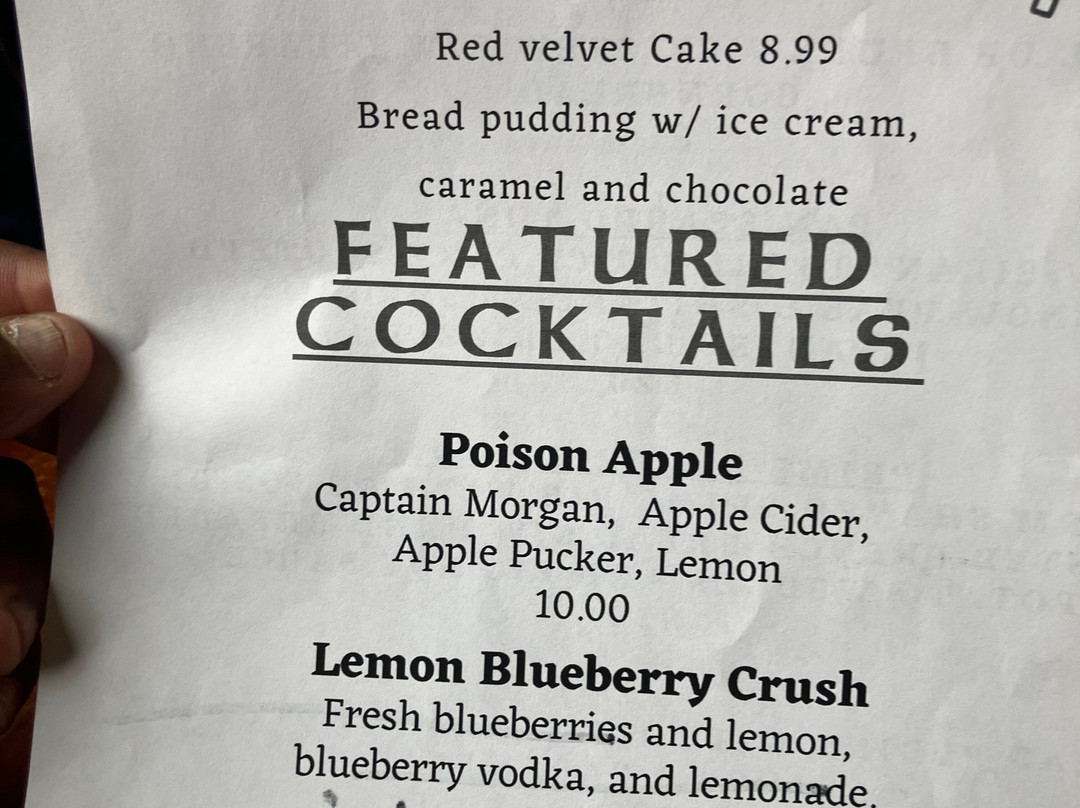 Red velvet Cake 8.99
Bread pudding w/ ice cream,
caramel and chocolate
FEATURED
COCKTAILS
Poison Apple
Captain Morgan, Apple Cider,
Apple Pucker, Lemon
10.00
Lemon Blueberry Crush
Fresh blueberries and lemon,
blueberry vodka, and lemonade.